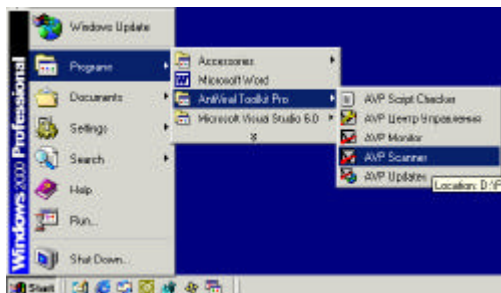 Windows Update
Programs
Documents
Settings
Search
Help
Run...
Shut Down...
Windows 2000 Professional
Accessories
Microsoft Word
AntiViral Toolkit Pro
Microsoft Visual Studio 6.0
AVP Script Checker
AVP Центр Управления
AVP Monitor
AVP Scanner
AVP Updates
Location: D:\P
Start